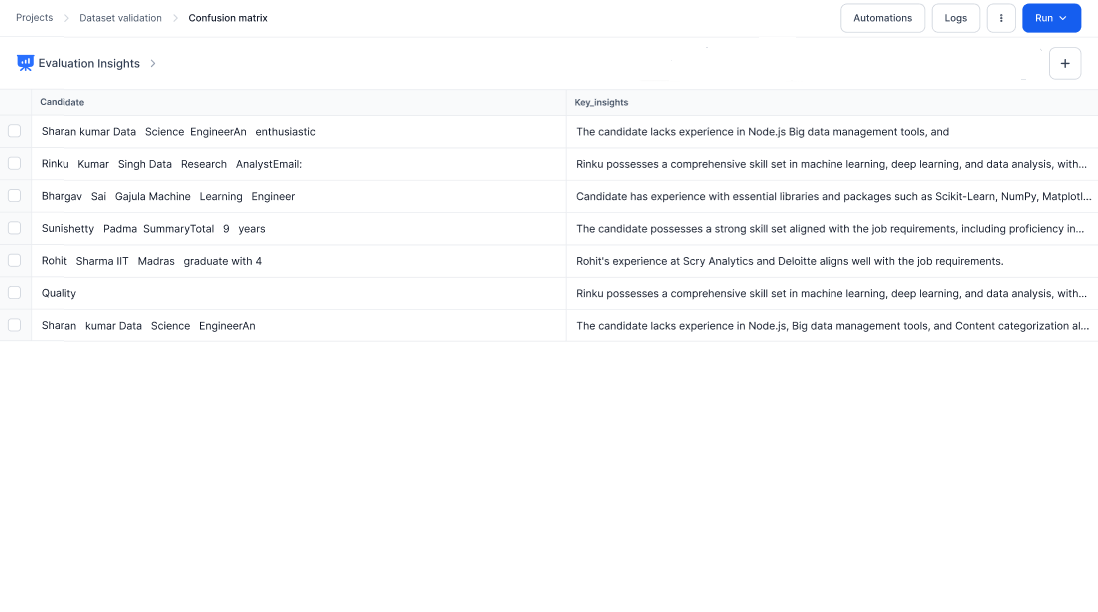 Projects Dataset validation Confusion matrix Automations Logs Run
Evaluation Insights
Candidate Key_insights
Sharan kumar Data Science EngineerAn enthusiastic The candidate lacks experience in Node.js Big data management tools, and
Rinku Kumar Singh Data Research AnalystEmail: Rinku possesses a comprehensive skill set in machine learning, deep learning, and data analysis, with...
Bhargav Sai Gajula Machine Learning Engineer Candidate has experience with essential libraries and packages such as Scikit-Learn, NumPy, Matplotl...
Sunishetty Padma SummaryTotal 9 years The candidate possesses a strong skill set aligned with the job requirements, including proficiency in...
Rohit Sharma IIT Madras graduate with 4 Rohit's experience at Scry Analytics and Deloitte aligns well with the job requirements.
Quality Rinku possesses a comprehensive skill set in machine learning, deep learning, and data analysis, with...
Sharan kumar Data Science EngineerAn The candidate lacks experience in Node.js, Big data management tools, and Content categorization al...